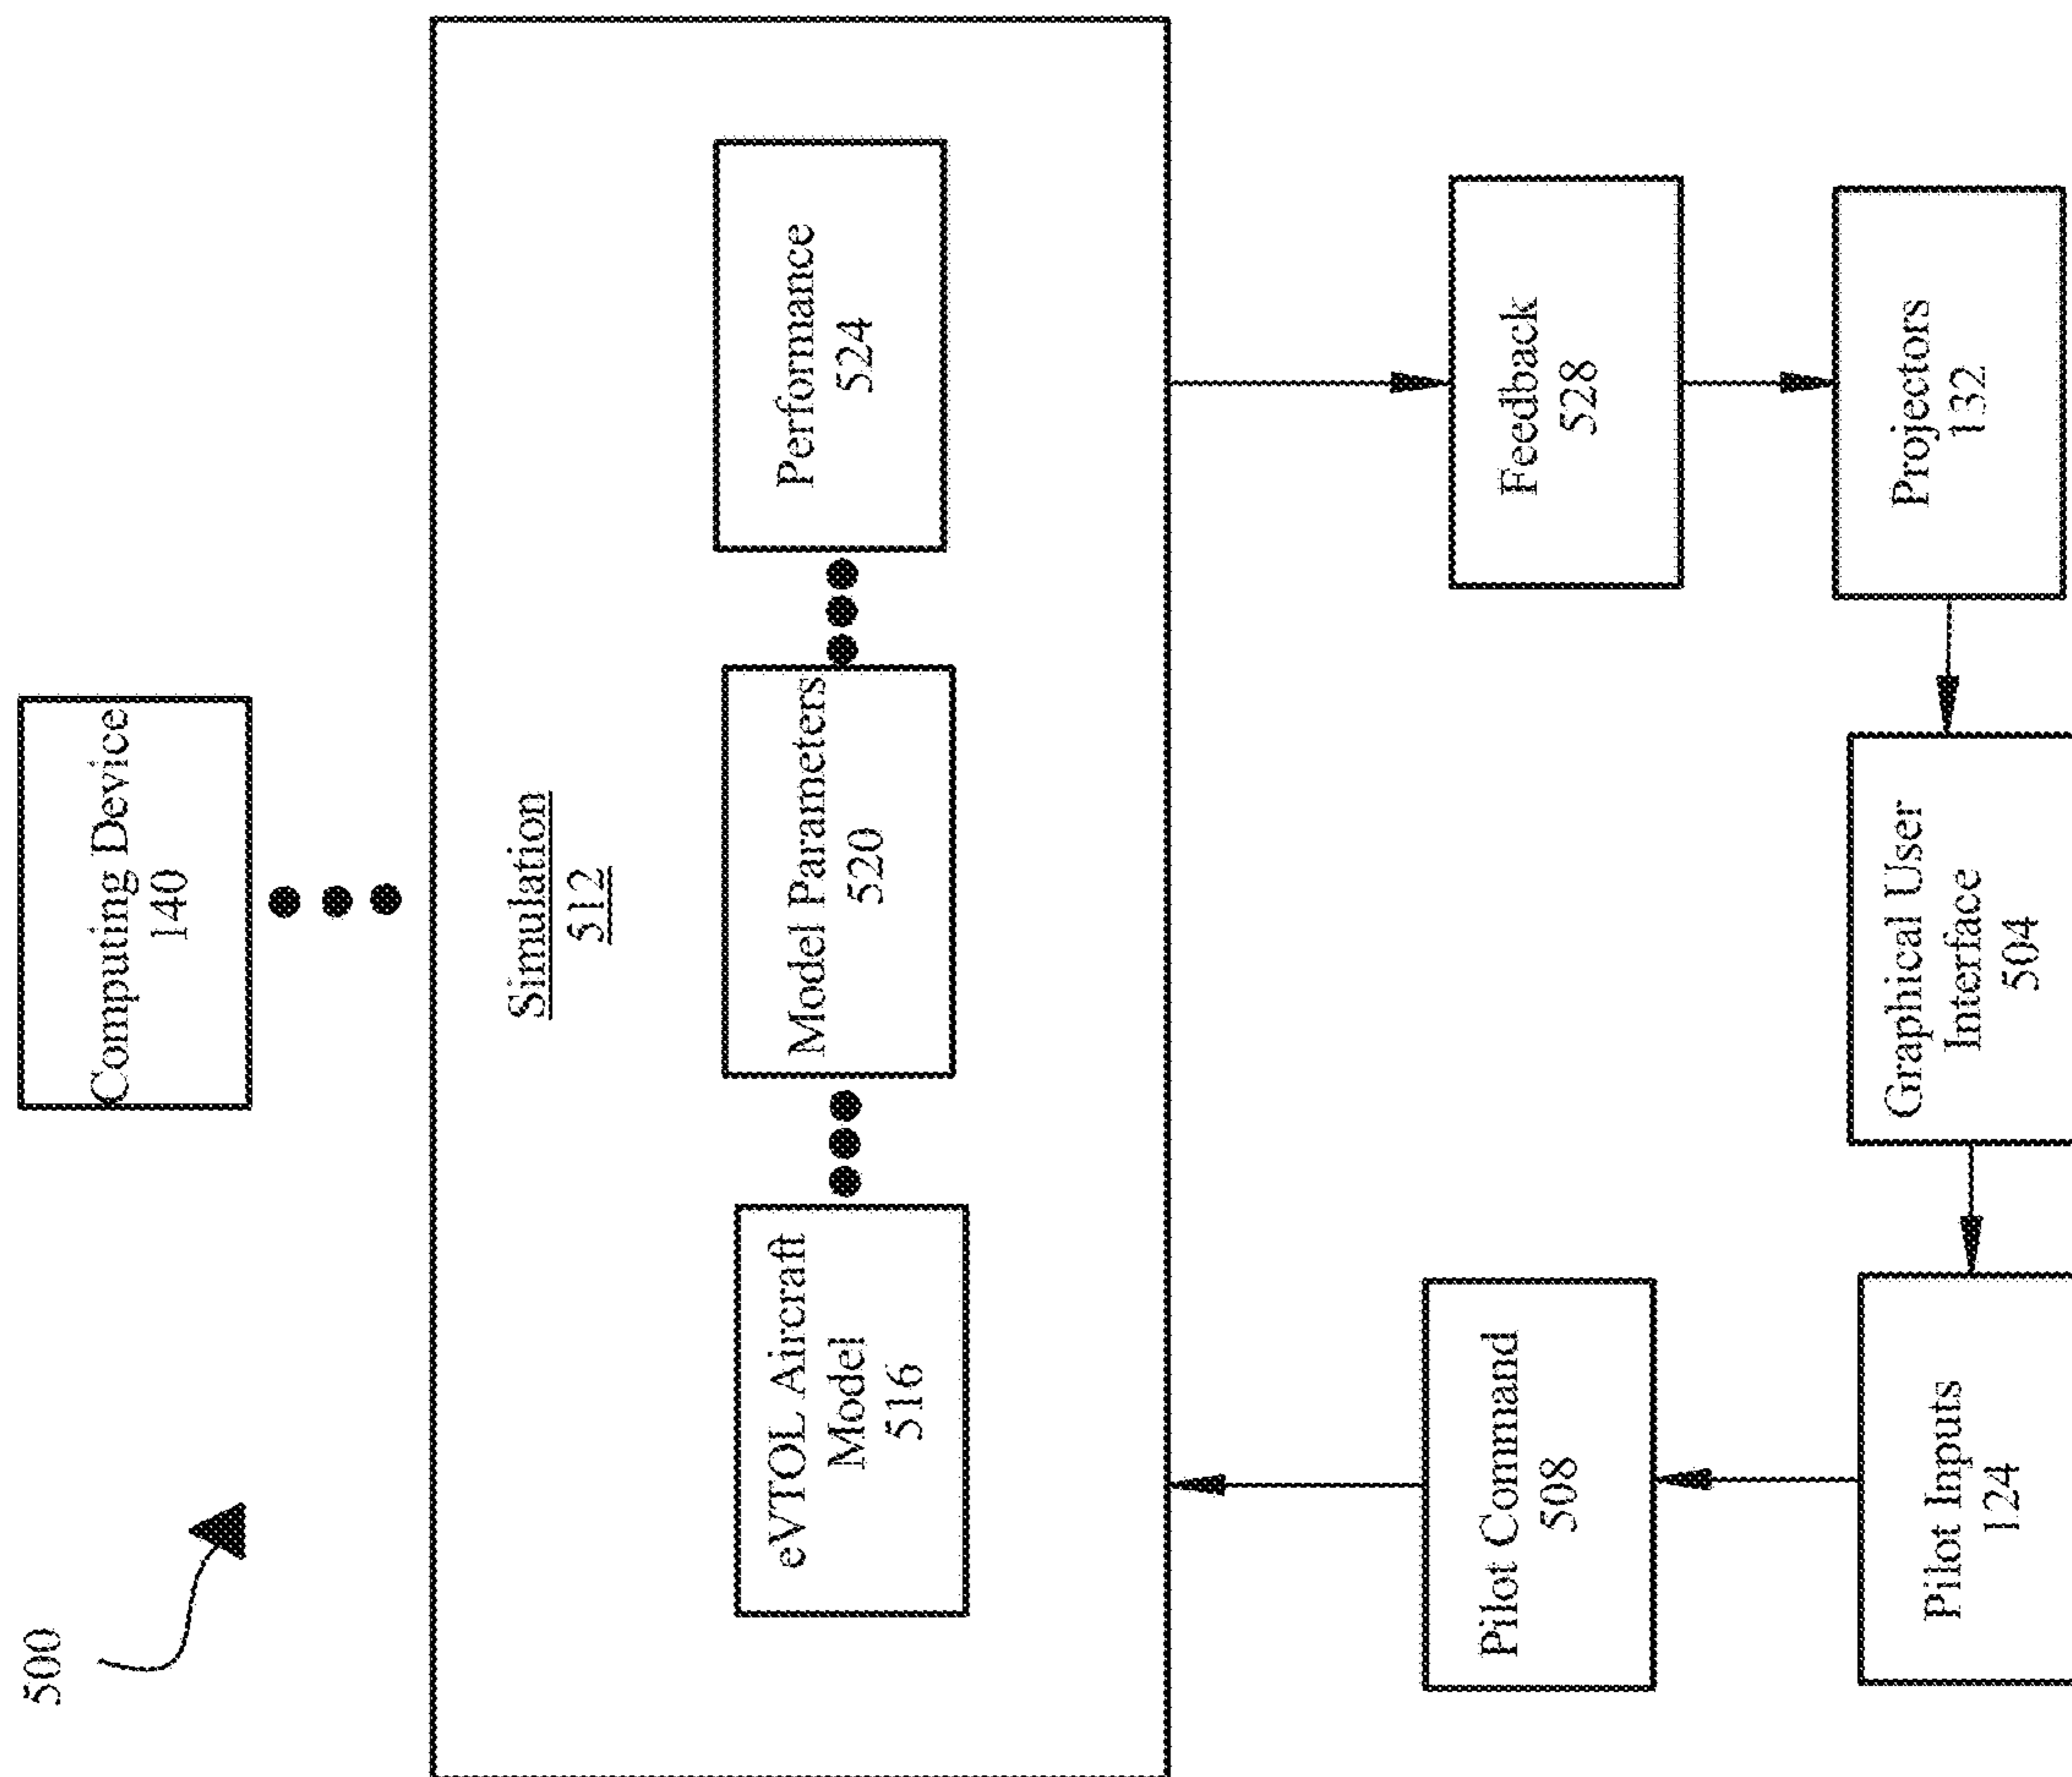 500
Computing Device
140
Simulation
512
eVTOL Aircraft
Model
516
Model Parameters
520
Performance
524
Pilot Command
508
Feedback
528
Pilot Inputs
124
Graphical User
Interface
504
Projectors
132